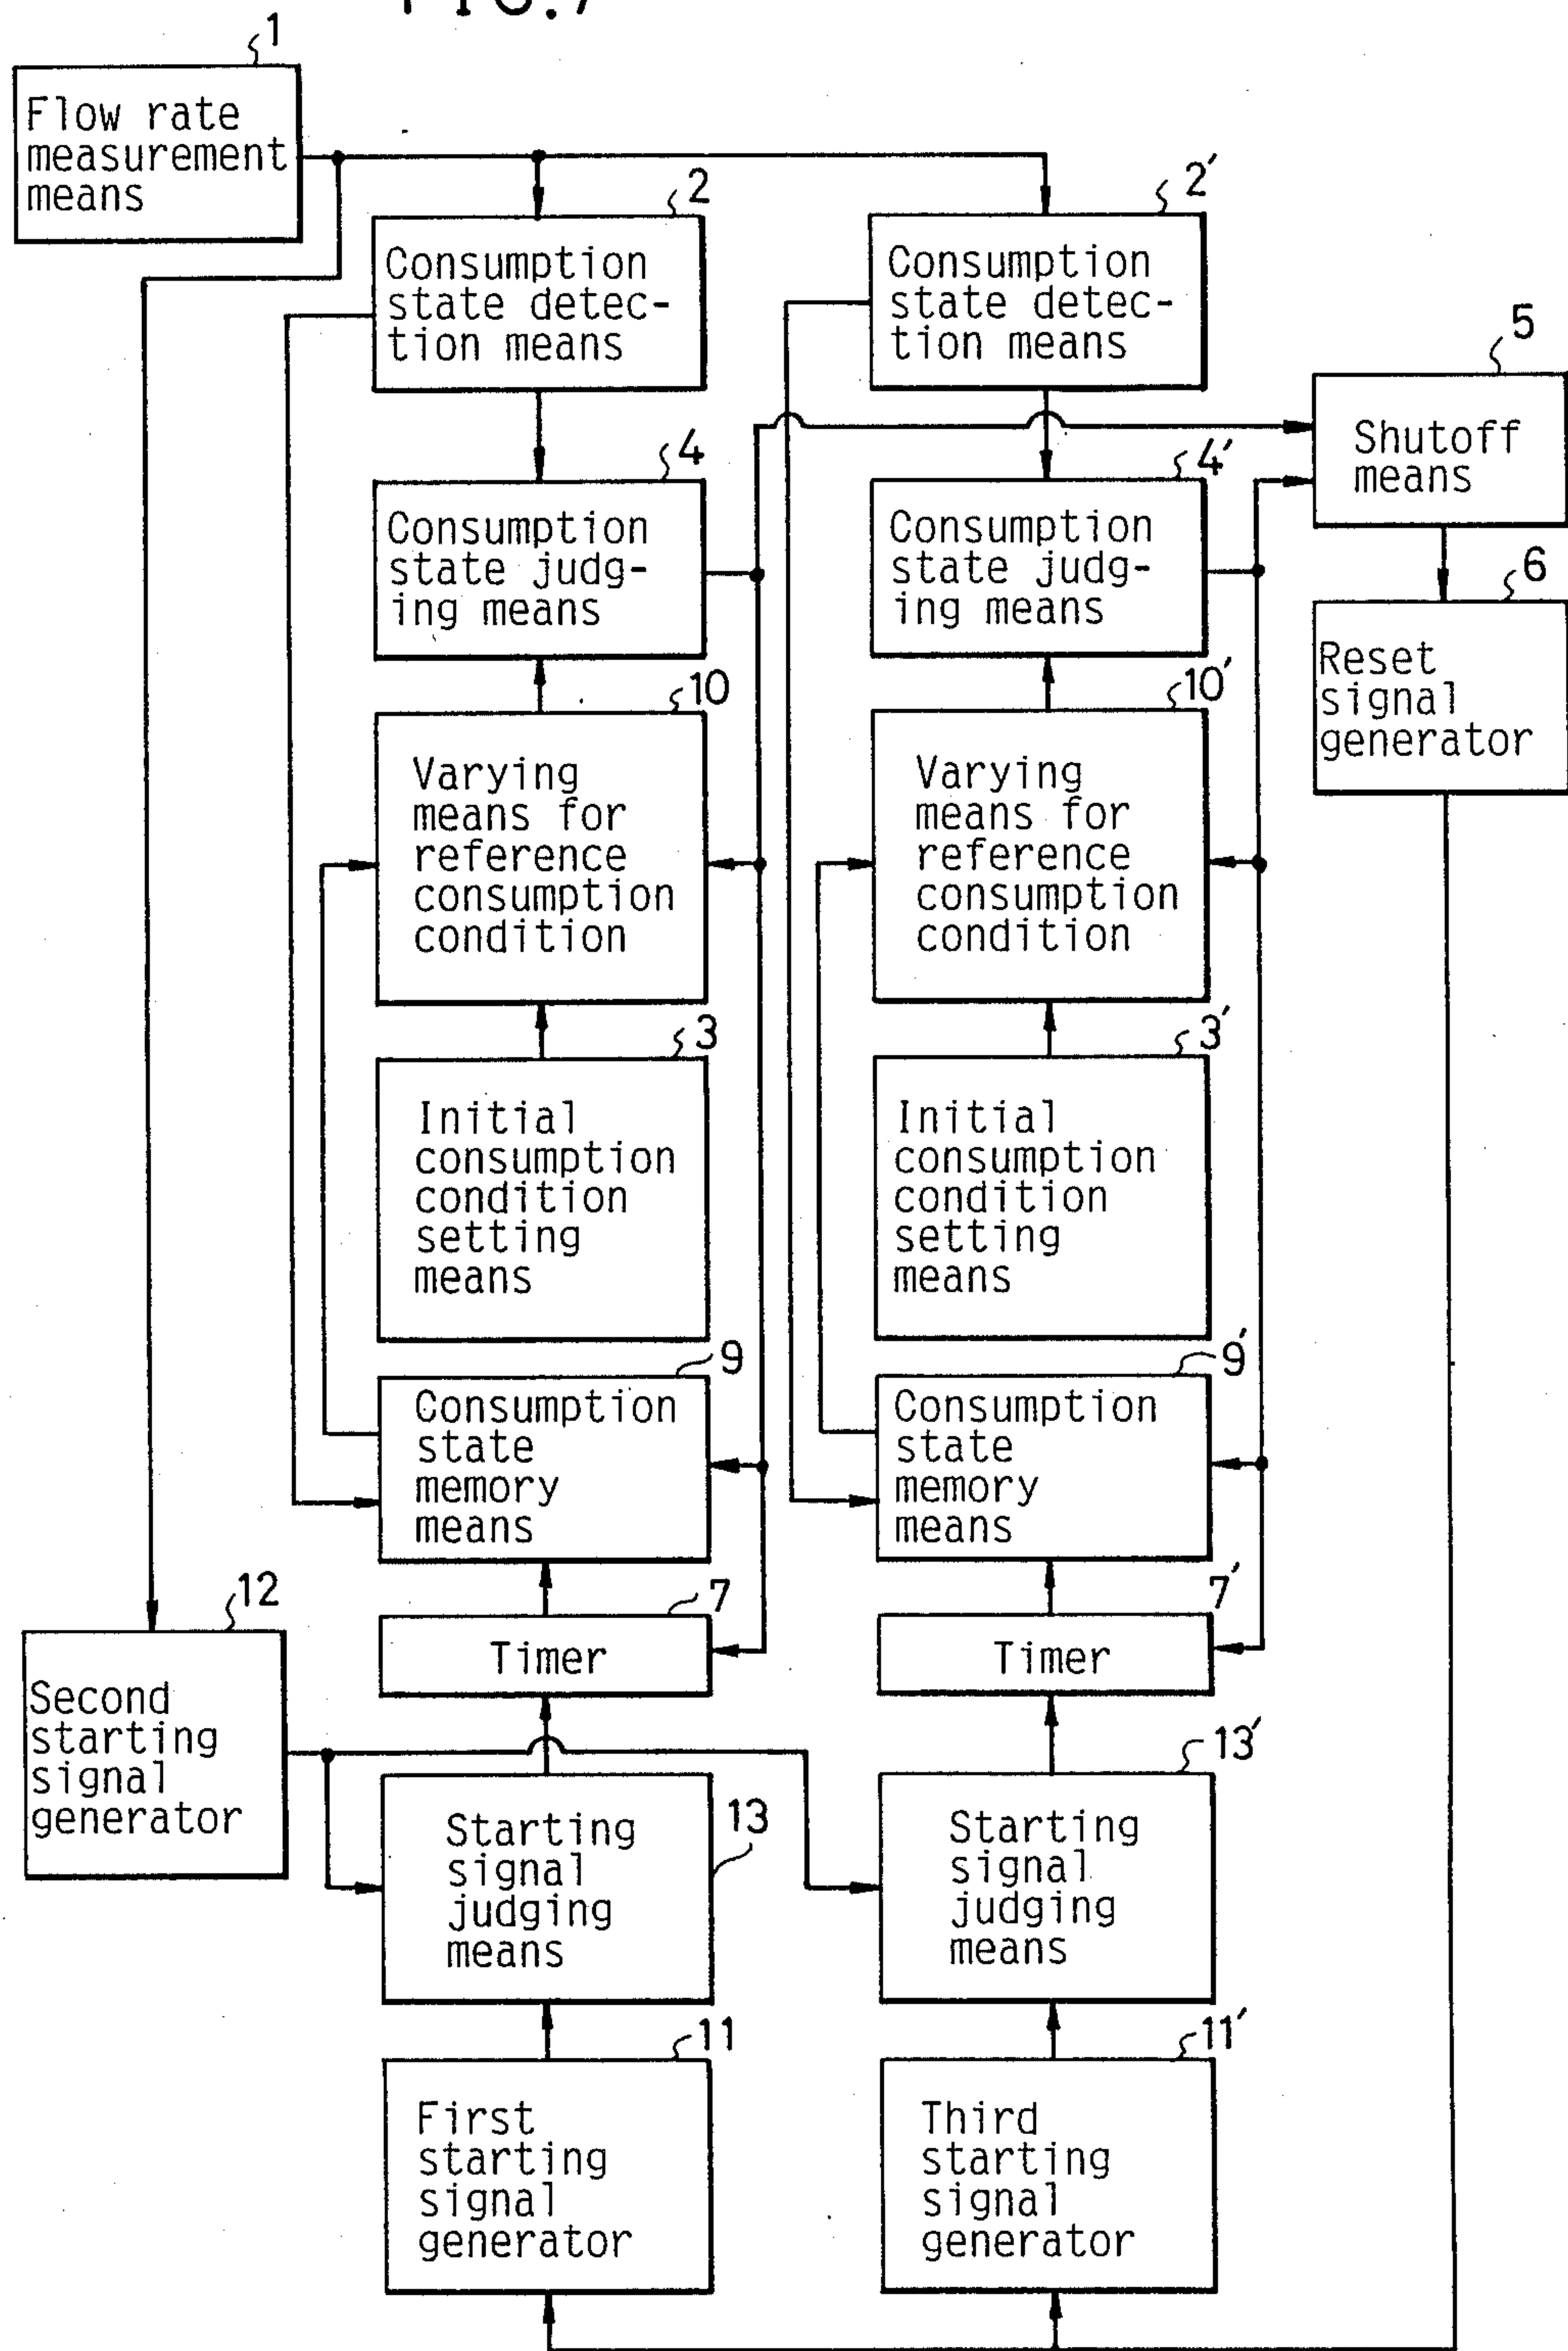 FIG.7
1
Flow rate
measurement
means
2
Consumption
state detec-
tion means
2′
Consumption
state detec-
tion means
5
Shutoff
means
4
Consumption
state judg-
ing means
4′
Consumption
state judg-
ing means
6
Reset
signal
generator
10
Varying
means for
reference
consumption
condition
10′
Varying
means for
reference
consumption
condition
3
Initial
consumption
condition
setting
means
3′
Initial
consumption
condition
setting
means
9
Consumption
state
memory
means
9′
Consumption
state
memory
means
12
Second
starting
signal
generator
7
Timer
7′
Timer
13
Starting
signal
judging
means
13′
Starting
signal
judging
means
11
First
starting
signal
generator
11′
Third
starting
signal
generator